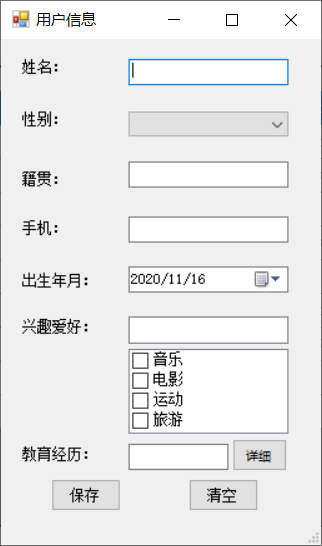 用户信息
姓名：
性别：
籍贯：
手机：
出生年月： 2020/11/16
兴趣爱好：
音乐
电影
运动
旅游
教育经历： 详细
保存 清空